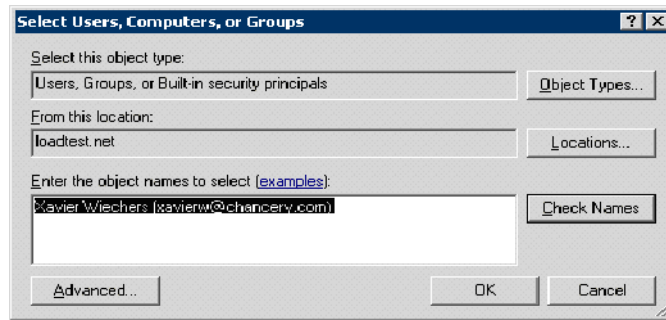 Select Users, Computers, or Groups
Select this object type:
Users, Groups, or Built-in security principals
Object Types...
From this location:
loadtest.net
Locations...
Enter the object names to select (examples):
Xavier Wiechers (xavierw@chancery.com)
Check Names
Advanced...
OK
Cancel